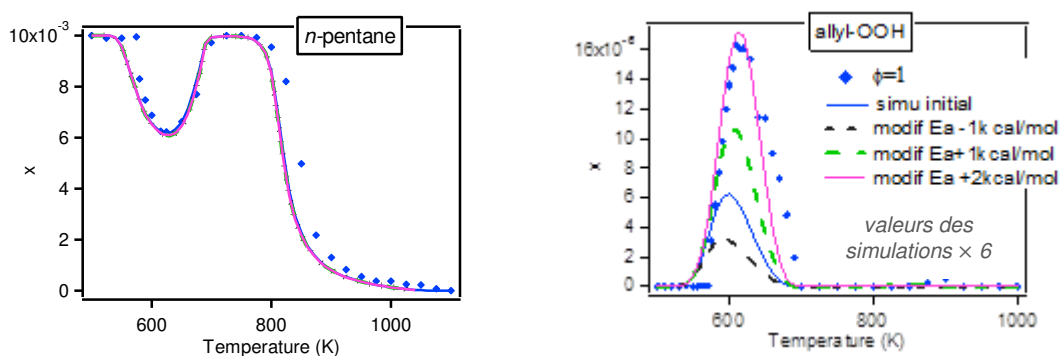 10x10⁻³
8
6
4
2
0
x
600
800
1000
Temperature (K)
n-pentane
16x10⁻⁶
14
12
10
8
6
4
2
0
x
600
700
800
900
1000
Temperature (K)
allyl-OOH
ϕ=1
simu initial
modif Ea - 1k cal/mol
modif Ea+ 1k cal/mol
modif Ea +2kcal/mol
valeurs des
simulations × 6